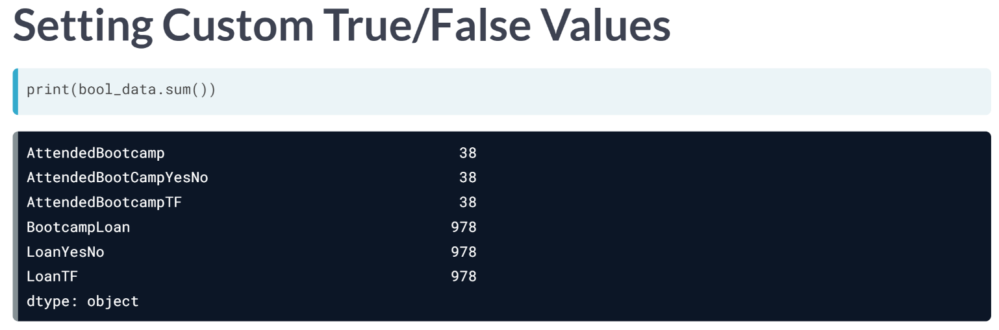 Setting Custom True/False Values
print(bool_data.sum())
AttendedBootcamp 38
AttendedBootCampYesNo 38
AttendedBootcampTF 38
BootcampLoan 978
LoanYesNo 978
LoanTF 978
dtype: object